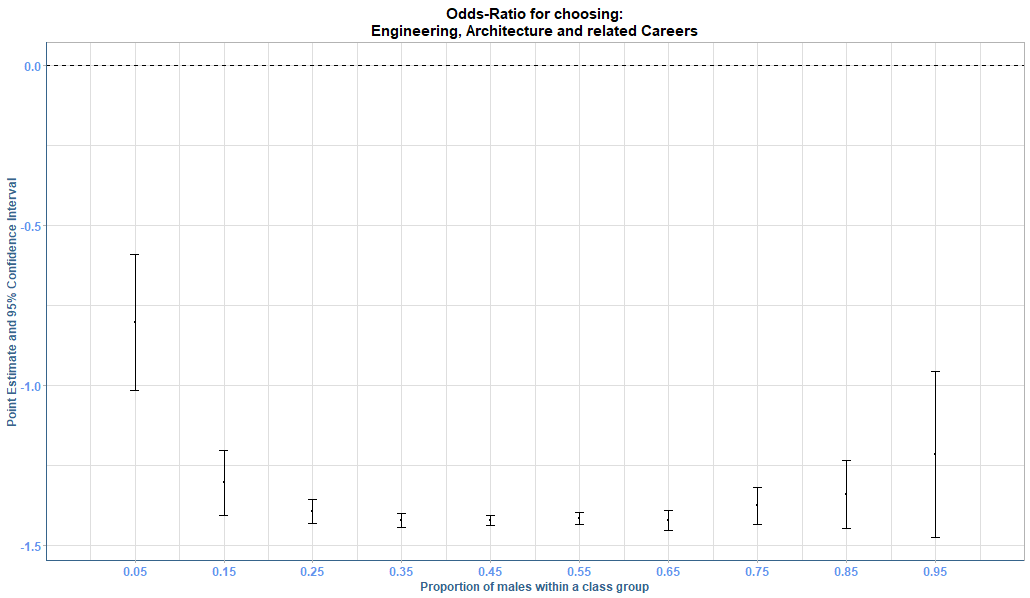 Odds-Ratio for choosing:
Engineering, Architecture and related Careers
Point Estimate and 95% Confidence Interval
0.0
-0.5
-1.0
-1.5
0.05 0.15 0.25 0.35 0.45 0.55 0.65 0.75 0.85 0.95
Proportion of males within a class group